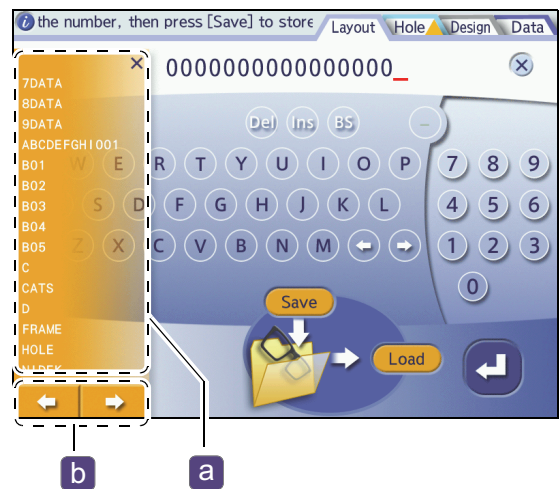 the number, then press [Save] to store
Layout Hole Design Data
0000000000000000_
7DATA
8DATA
9DATA
ABCDEFGHI001
B01
B02
B03
B04
B05
C
CATS
D
FRAME
HOLE
NIDEK
Del Ins BS –
W E R T Y U I O P
S D F G H J K L
Z X C V B N M
7 8 9
4 5 6
1 2 3
0
Save
Load
b
a